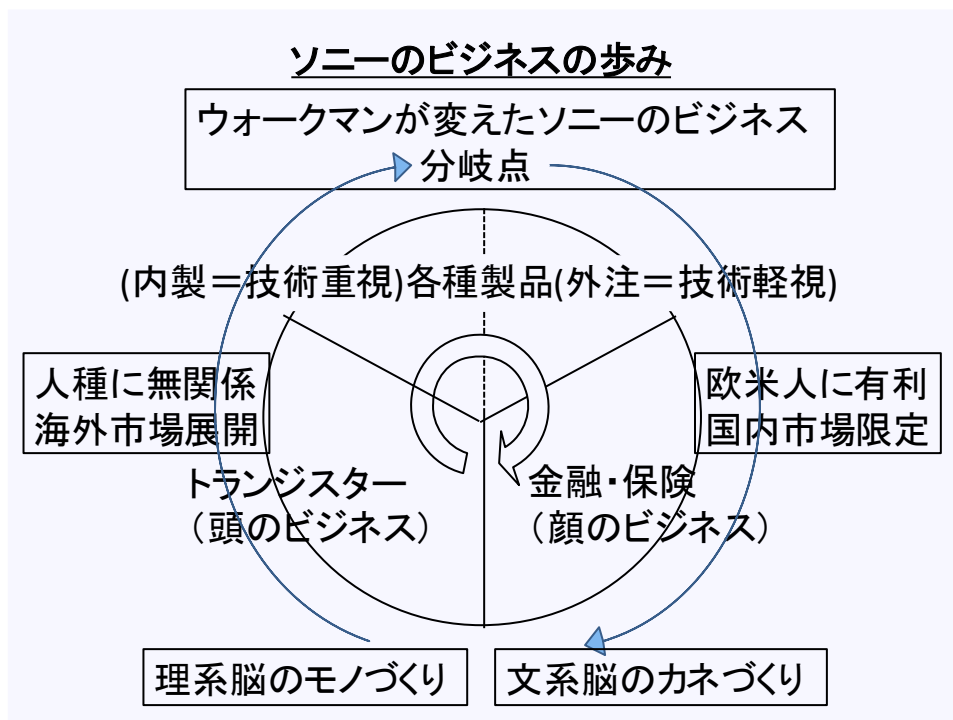 ソニーのビジネスの歩み
ウォークマンが変えたソニーのビジネス
分岐点
(内製＝技術重視)各種製品(外注＝技術軽視)
人種に無関係
海外市場展開
欧米人に有利
国内市場限定
トランジスター
（頭のビジネス）
金融・保険
（顔のビジネス）
理系脳のモノづくり
文系脳のカネづくり